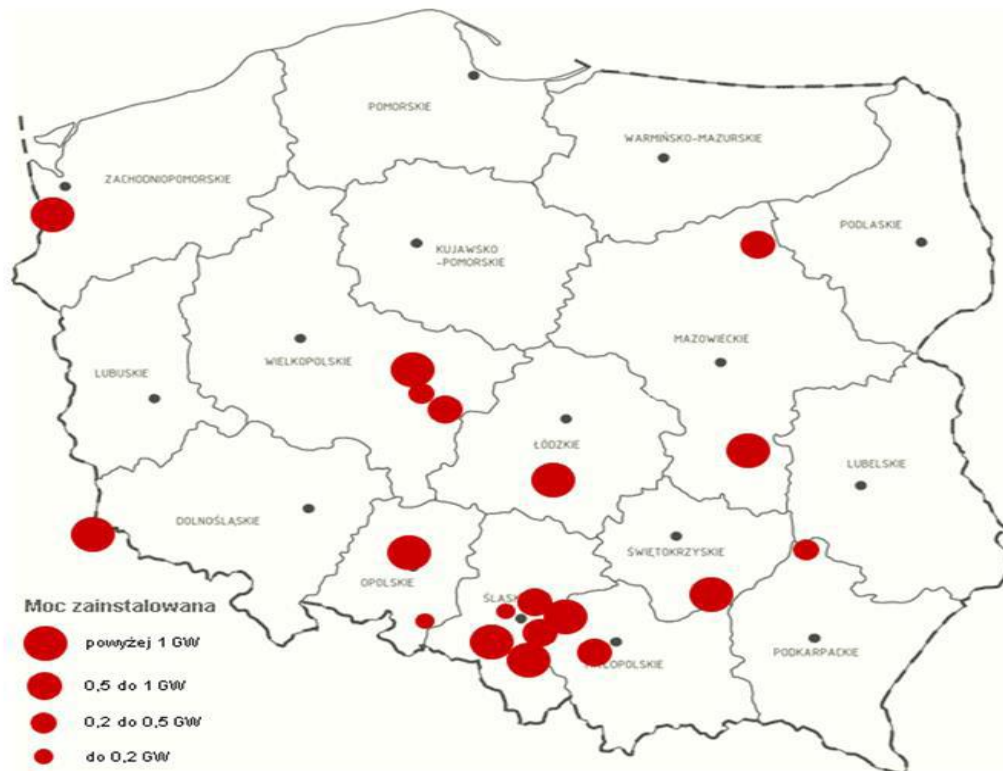 POMORSKIE
WARMIŃSKO-MAZURSKIE
ZACHODNIOPOMORSKIE
PODLASKIE
KUJAWSKO
-POMORSKIE
MAZOWIECKIE
WIELKOPOLSKIE
LUBUSKIE
ŁÓDZKIE
LUBELSKIE
DOLNOŚLĄSKIE
ŚWIĘTOKRZYSKIE
OPOLSKIE
PODKARPACKIE
Moc zainstalowana
powyżej 1 GW
0,5 do 1 GW
0,2 do 0,5 GW
do 0,2 GW